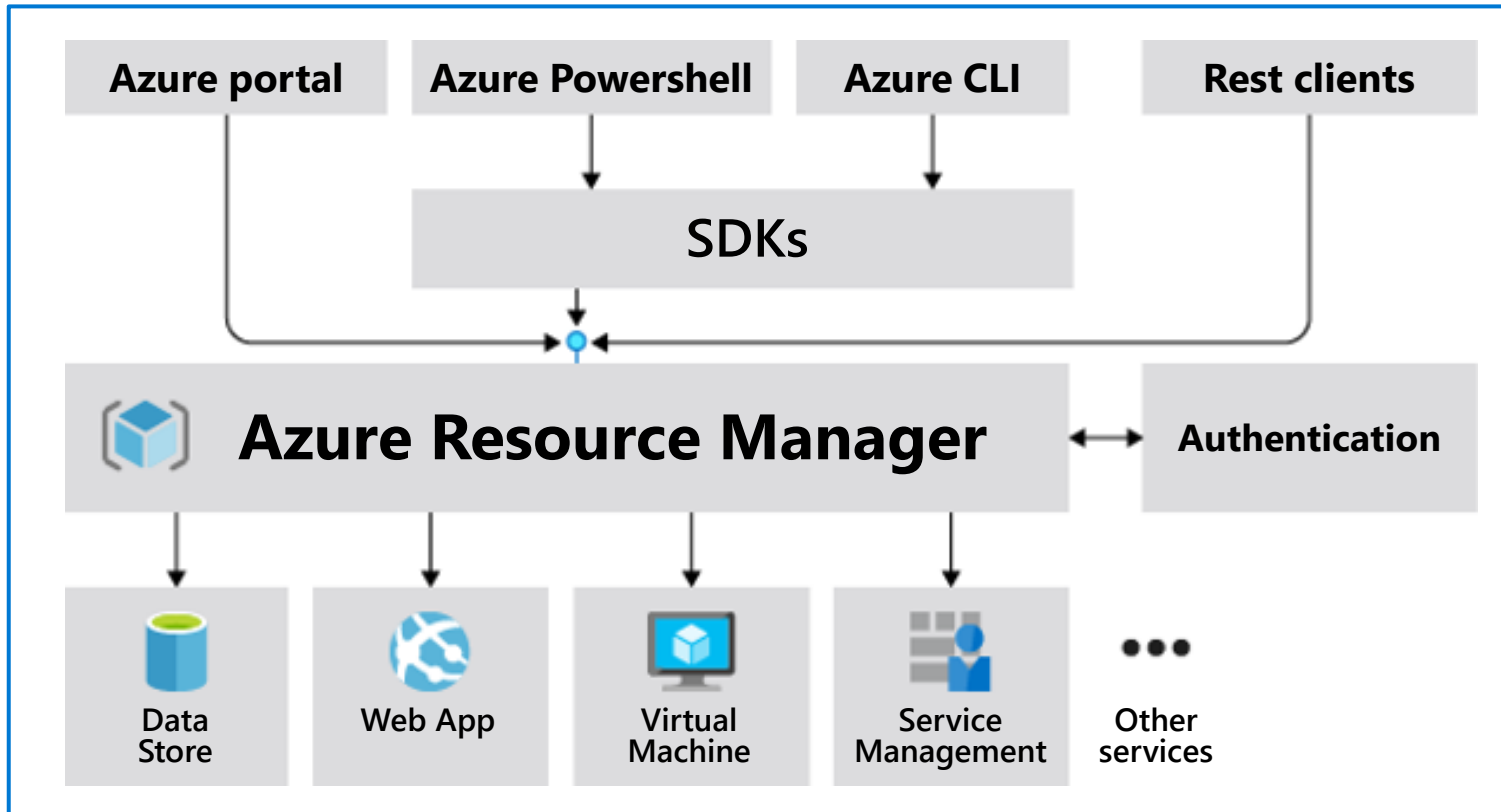 Azure portal
Azure Powershell
Azure CLI
Rest clients
SDKs
Azure Resource Manager
Authentication
Data
Store
Web App
Virtual
Machine
Service
Management
Other
services